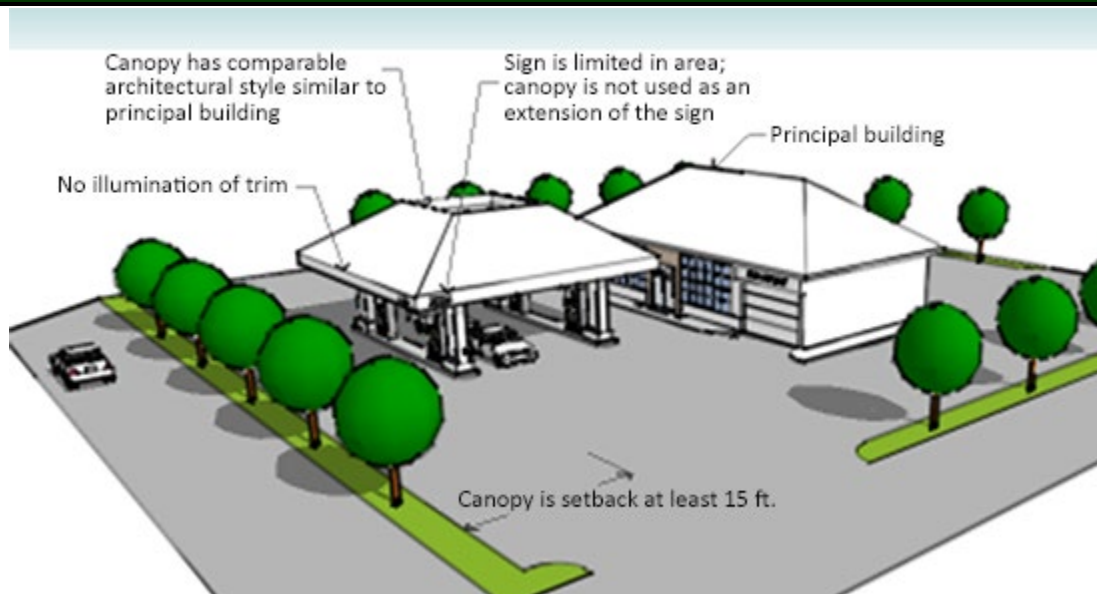 Canopy has comparable
architectural style similar to
principal building
Sign is limited in area;
canopy is not used as an
extension of the sign
Principal building
No illumination of trim
Canopy is setback at least 15 ft.